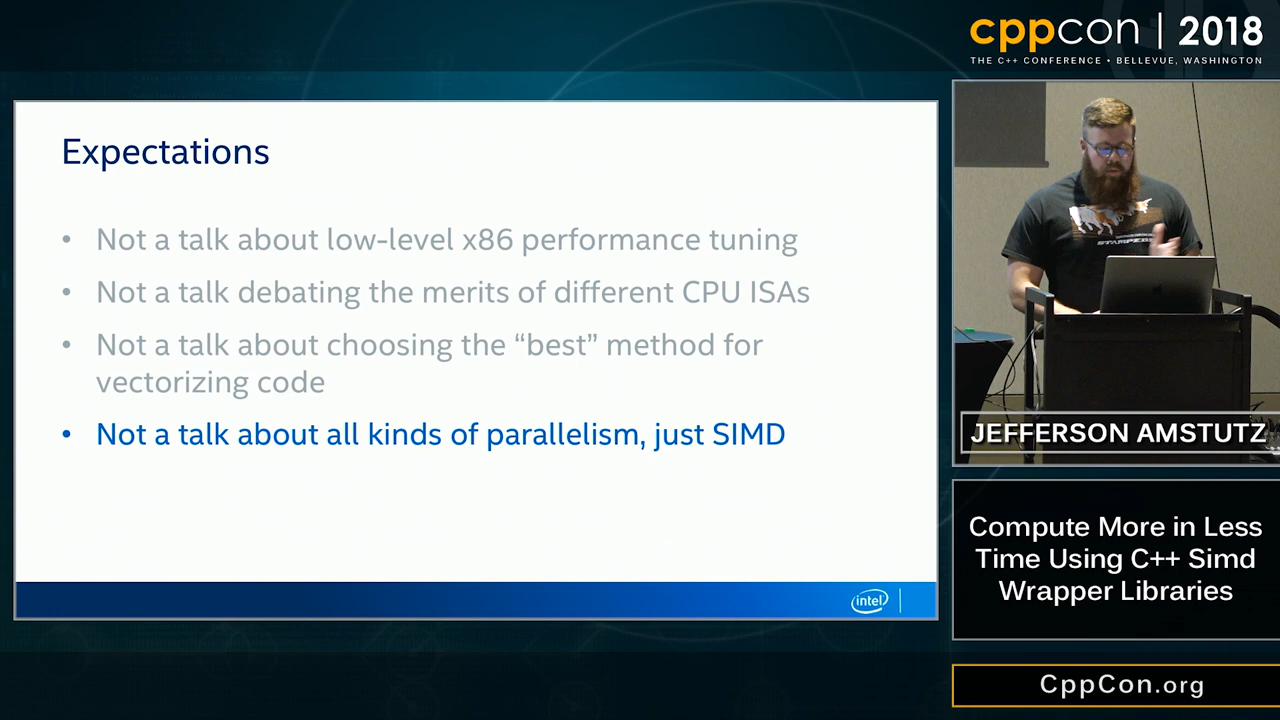 cppcon | 2018
THE C++ CONFERENCE • BELLEVUE, WASHINGTON
Expectations
• Not a talk about low-level x86 performance tuning
• Not a talk debating the merits of different CPU ISAs
• Not a talk about choosing the “best” method for
vectorizing code
• Not a talk about all kinds of parallelism, just SIMD
intel
JEFFERSON AMSTUTZ
Compute More in Less
Time Using C++ Simd
Wrapper Libraries
CppCon.org